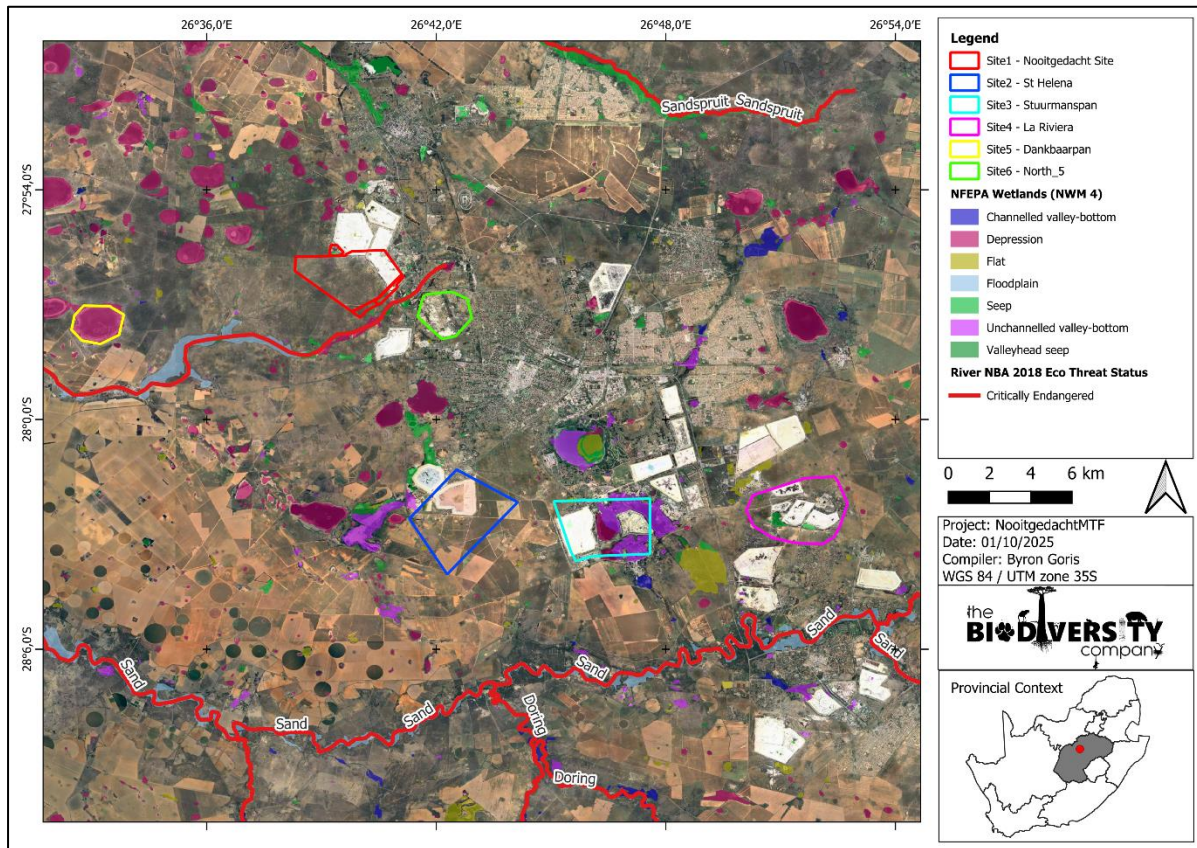 26°36,0'E 26°42,0'E 26°48,0'E 26°54,0'E
27°54,0'S
28°0,0'S
28°6,0'S
Sandspruit Sandspruit
Sand
Sand
Sand
Sand
Sand
Sand
Doring
Doring
Legend
Site1 - Nooitgedacht Site
Site2 - St Helena
Site3 - Stuurmanspan
Site4 - La Riviera
Site5 - Dankbaarpan
Site6 - North_5
NFEPA Wetlands (NWM 4)
Channelled valley-bottom
Depression
Flat
Floodplain
Seep
Unchannelled valley-bottom
Valleyhead seep
River NBA 2018 Eco Threat Status
Critically Endangered
0 2 4 6 km
Project: NooitgedachtMTF
Date: 01/10/2025
Compiler: Byron Goris
WGS 84 / UTM zone 35S
the
BIODIVERSITY
company
Provincial Context